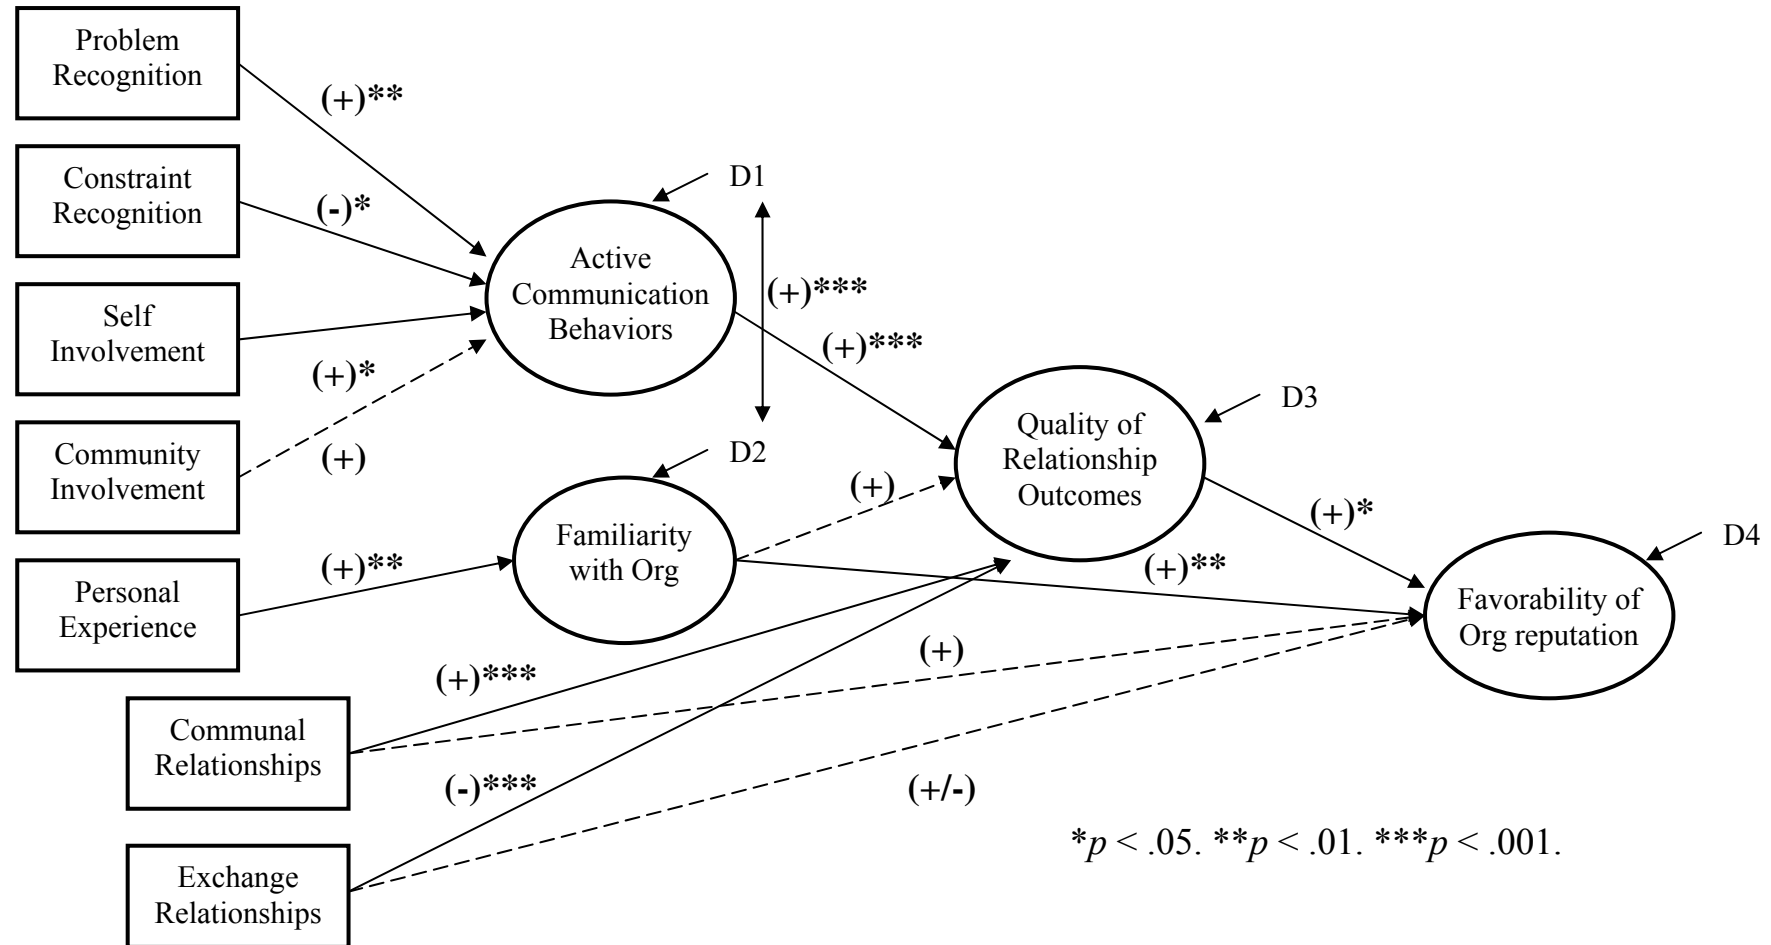 Problem
Recognition
(+)**
Constraint
Recognition
(-)*
Self
Involvement
(+)*
Community
Involvement
(+)
Personal
Experience
(+)**
Communal
Relationships
(+)***
Exchange
Relationships
(-)***
D1
Active
Communication
Behaviors
(+)***
(+)***
D2
Familiarity
with Org
(+)
(+)**
(+)
(+/-)
D3
Quality of
Relationship
Outcomes
(+)*
D4
Favorability of
Org reputation
*p < .05. **p < .01. ***p < .001.